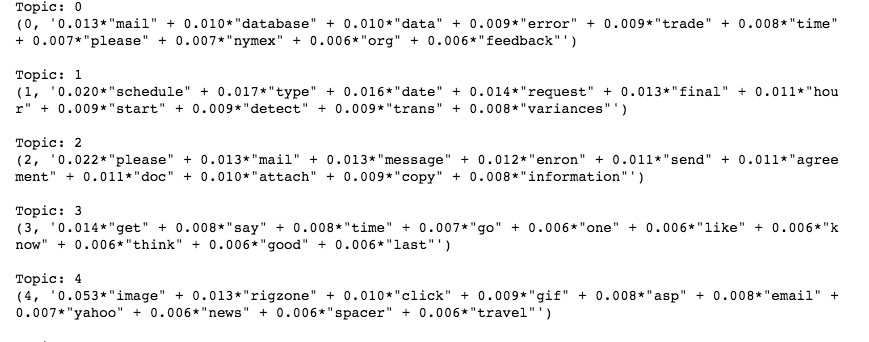 Topic: 0
(0, '0.013*"mail" + 0.010*"database" + 0.010*"data" + 0.009*"error" + 0.009*"trade" + 0.008*"time"
+ 0.007*"please" + 0.007*"nymex" + 0.006*"org" + 0.006*"feedback"')
Topic: 1
(1, '0.020*"schedule" + 0.017*"type" + 0.016*"date" + 0.014*"request" + 0.013*"final" + 0.011*"hou
r" + 0.009*"start" + 0.009*"detect" + 0.009*"trans" + 0.008*"variances"')
Topic: 2
(2, '0.022*"please" + 0.013*"mail" + 0.013*"message" + 0.012*"enron" + 0.011*"send" + 0.011*"agree
ment" + 0.011*"doc" + 0.010*"attach" + 0.009*"copy" + 0.008*"information"')
Topic: 3
(3, '0.014*"get" + 0.008*"say" + 0.008*"time" + 0.007*"go" + 0.006*"one" + 0.006*"like" + 0.006*"k
now" + 0.006*"think" + 0.006*"good" + 0.006*"last"')
Topic: 4
(4, '0.053*"image" + 0.013*"rigzone" + 0.010*"click" + 0.009*"gif" + 0.008*"asp" + 0.008*"email" +
0.007*"yahoo" + 0.006*"news" + 0.006*"spacer" + 0.006*"travel"')